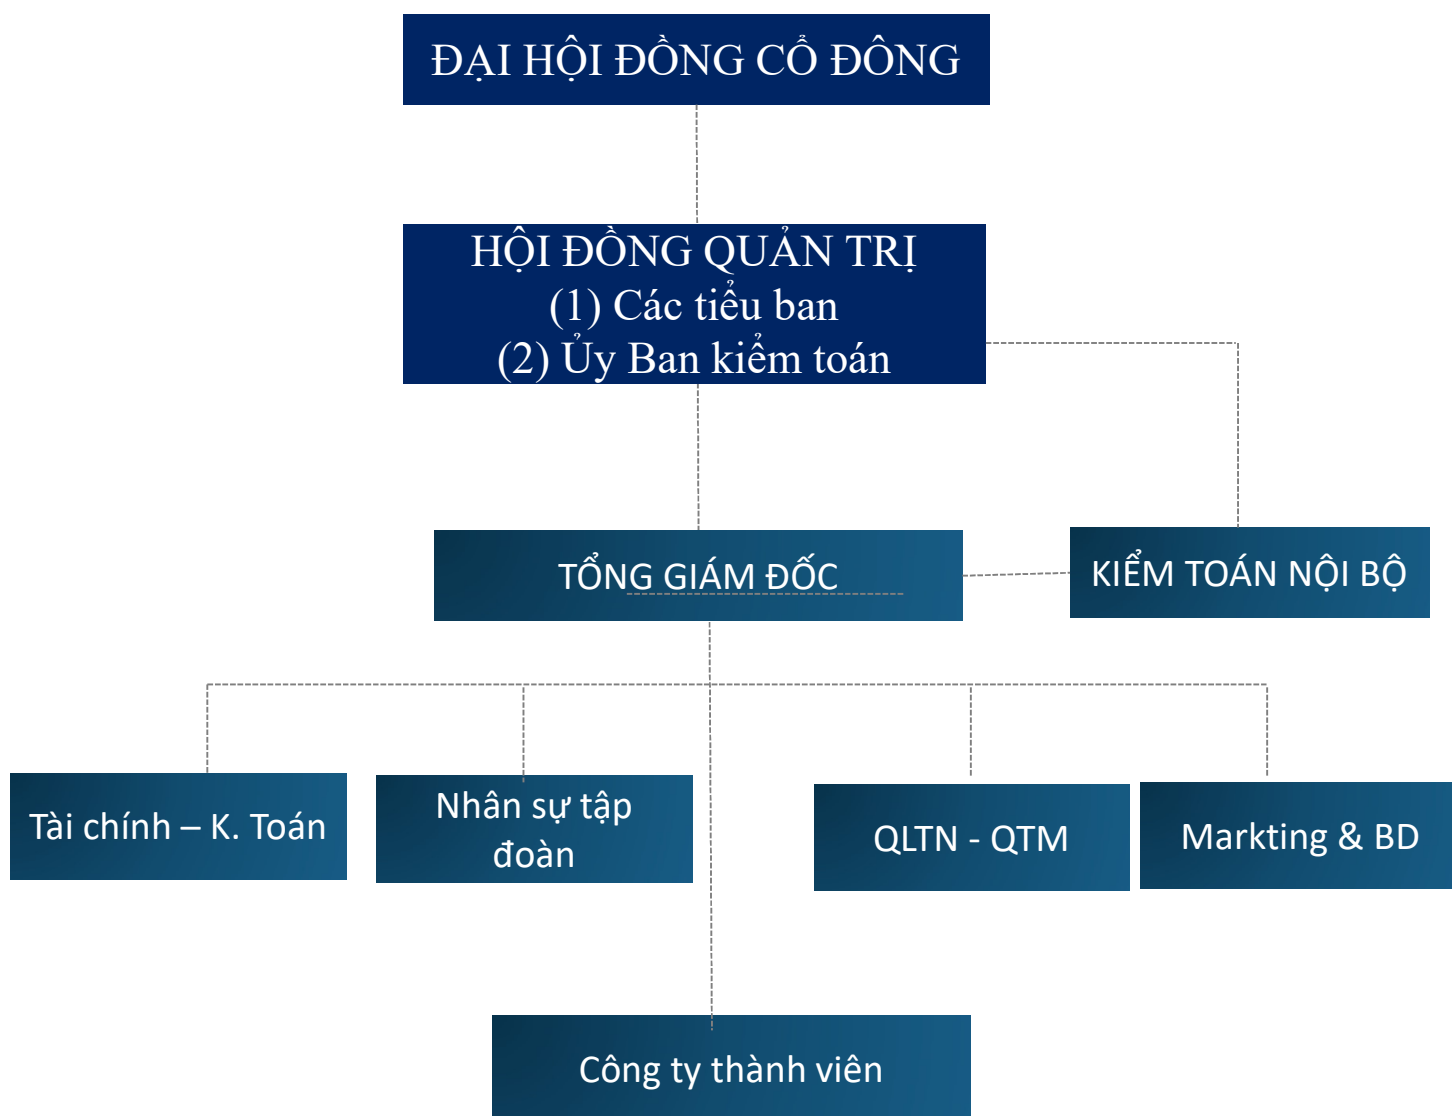 ĐẠI HỘI ĐỒNG CỔ ĐÔNG
HỘI ĐỒNG QUẢN TRỊ
(1) Các tiểu ban
(2) Ủy Ban kiểm toán
TỔNG GIÁM ĐỐC
KIỂM TOÁN NỘI BỘ
Tài chính – K. Toán
Nhân sự tập
đoàn
QLTN - QTM
Markting & BD
Công ty thành viên